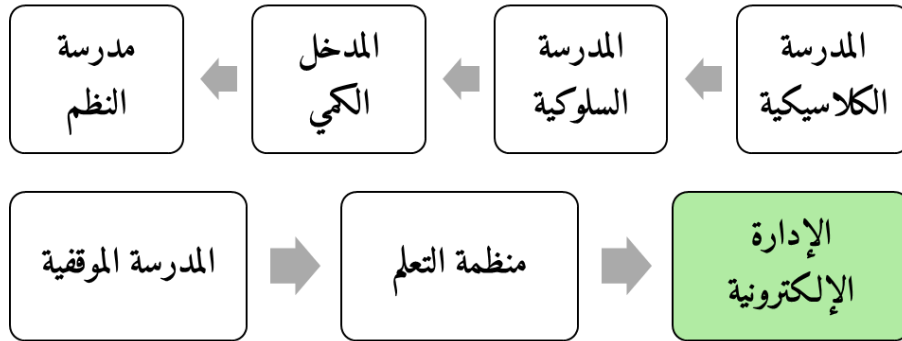 المدرسة
الكلاسيكية
المدرسة
السلوكية
المدخل
الكمي
مدرسة
النظم
المدرسة الموقفية
منظمة التعلم
الإدارة
الإلكترونية